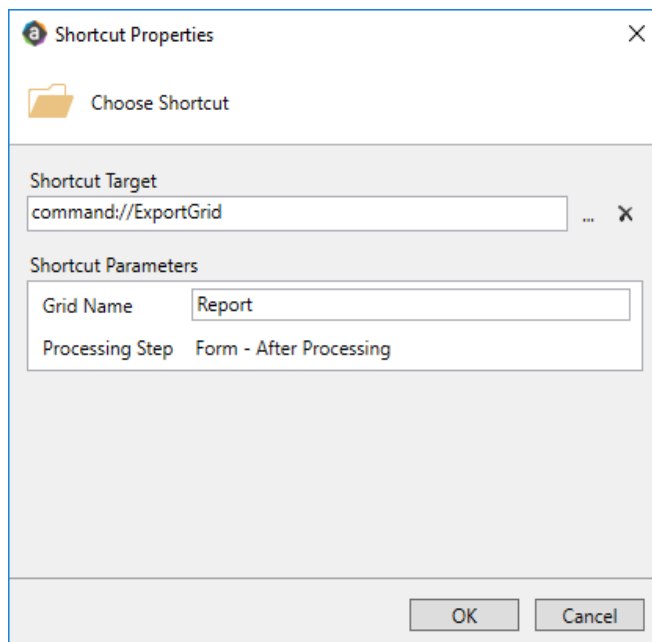 Shortcut Properties
Choose Shortcut
Shortcut Target
command://ExportGrid
...
Shortcut Parameters
Grid Name Report
Processing Step Form - After Processing
OK Cancel